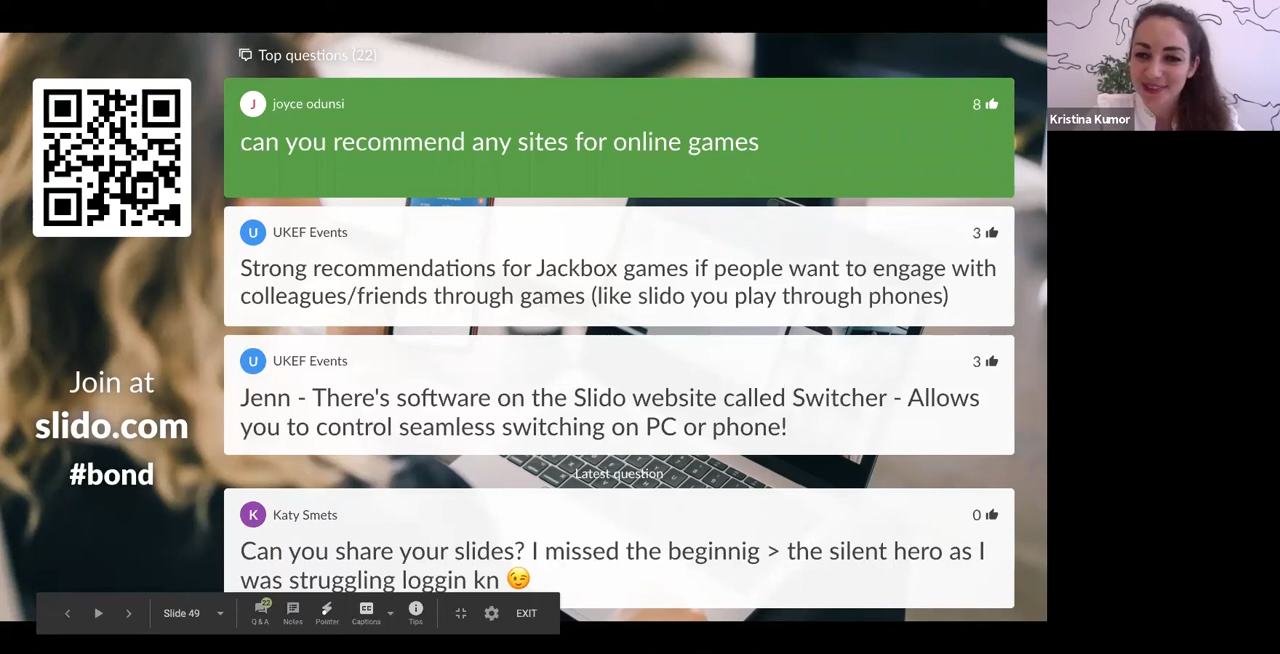 Top questions (22)
J joyce odunsi 8
can you recommend any sites for online games
U UKEF Events 3
Strong recommendations for Jackbox games if people want to engage with
colleagues/friends through games (like slido you play through phones)
U UKEF Events 3
Jenn - There's software on the Slido website called Switcher - Allows
you to control seamless switching on PC or phone!
Latest question
K Katy Smets 0
Can you share your slides? I missed the beginnig > the silent hero as I
was struggling loggin kn 😉
Join at
slido.com
#bond
Kristina Kumor
Slide 49
22
Q & A Notes Pointer CC Captions Tips EXIT